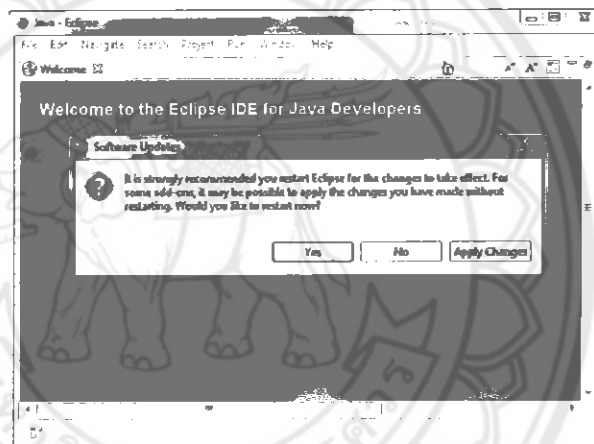 Java - Eclipse
File Edit Navigate Search Project Run Window Help
Welcome
Welcome to the Eclipse IDE for Java Developers
Software Updates
It is strongly recommended you restart Eclipse for the changes to take effect. For
some add-ons, it may be possible to apply the changes you have made without
restarting. Would you like to restart now?
Yes No Apply Changes